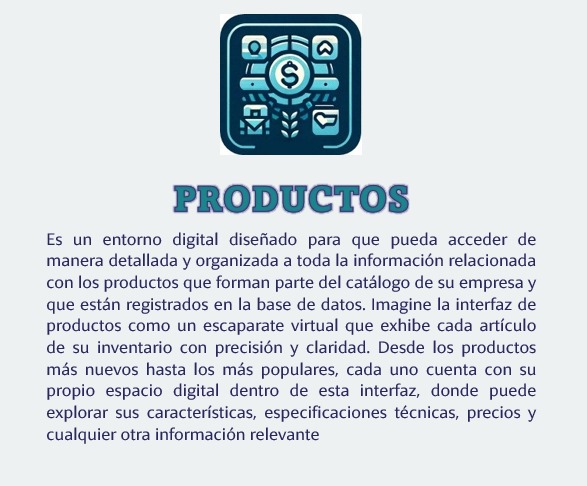 PRODUCTOS
Es un entorno digital diseñado para que pueda acceder de
manera detallada y organizada a toda la información relacionada
con los productos que forman parte del catálogo de su empresa y
que están registrados en la base de datos. Imagine la interfaz de
productos como un escaparate virtual que exhibe cada artículo
de su inventario con precisión y claridad. Desde los productos
más nuevos hasta los más populares, cada uno cuenta con su
propio espacio digital dentro de esta interfaz, donde puede
explorar sus características, especificaciones técnicas, precios y
cualquier otra información relevante